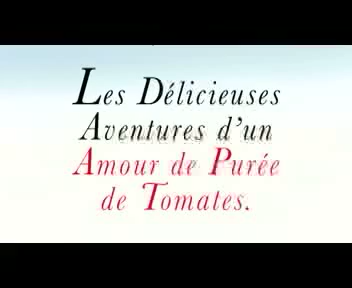 Les Délicieuses
Aventures d'un
Amour de Purée
de Tomates.